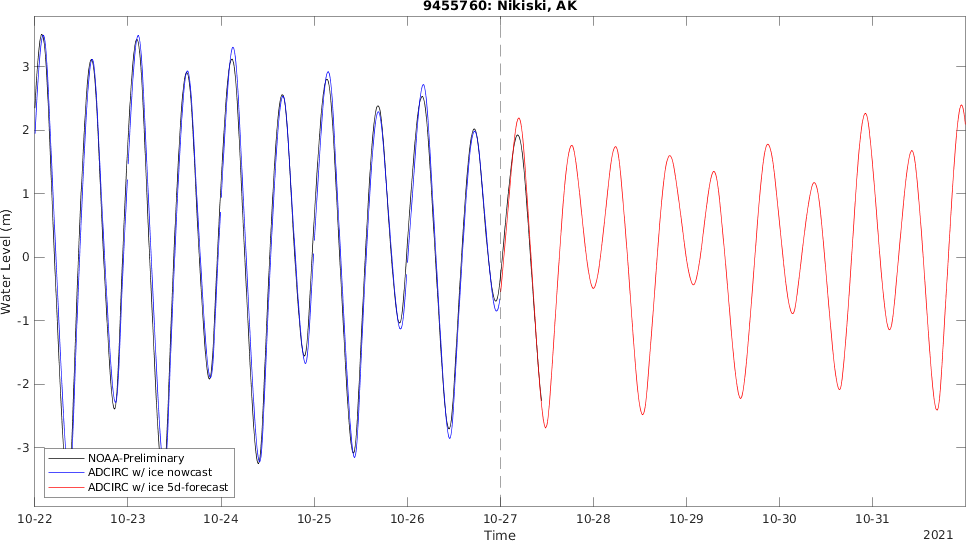 9455760: Nikiski, AK
Water Level (m)
3
2
1
0
-1
-2
-3
NOAA-Preliminary
ADCIRC w/ ice nowcast
ADCIRC w/ ice 5d-forecast
10-22 10-23 10-24 10-25 10-26 10-27 10-28 10-29 10-30 10-31
Time
2021